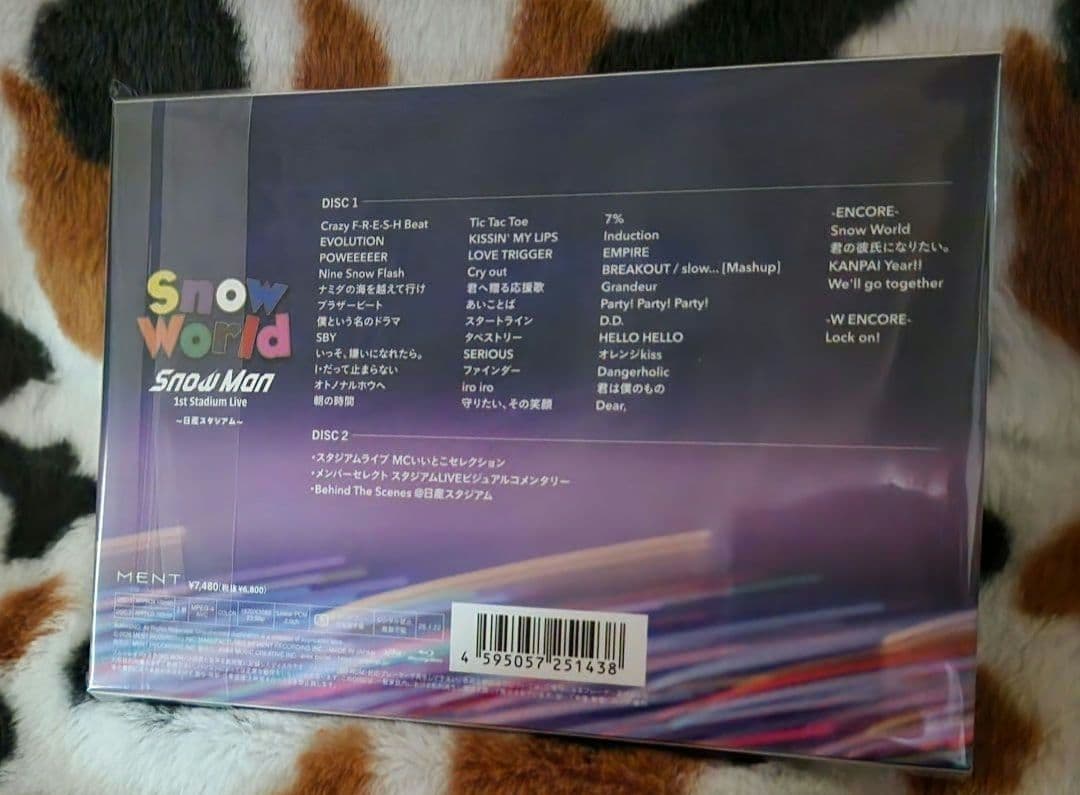 Snow
World
Snow Man
1st Stadium Live
～日産スタジアム～
DISC 1
Crazy F-R-E-S-H Beat
EVOLUTION
POWEEEEER
Nine Snow Flash
ナミダの海を越えて行け
ブラザービート
僕という名のドラマ
SBY
いっそ、嫌いになれたら。
I・だって止まらない
オトノナルホウへ
朝の時間
Tic Tac Toe
KISSIN' MY LIPS
LOVE TRIGGER
Cry out
君へ贈る応援歌
あいことば
スタートライン
タペストリー
SERIOUS
ファインダー
iro iro
守りたい、その笑顔
7%
Induction
EMPIRE
BREAKOUT / slow... [Mashup]
Grandeur
Party! Party! Party!
D.D.
HELLO HELLO
オレンジkiss
Dangerholic
君は僕のもの
Dear,
-ENCORE-
Snow World
君の彼氏になりたい。
KANPAI Year!!
We'll go together
-W ENCORE-
Lock on!
DISC 2
・スタジアムライブ MCいいとこセレクション
・メンバーセレクト スタジアムLIVEビジュアルコメンタリー
・Behind The Scenes @日産スタジアム
MENT
¥7,480(税抜¥6,800)
MPEG-4
AVC
COLOR
Linear PCM
4 595057 251438